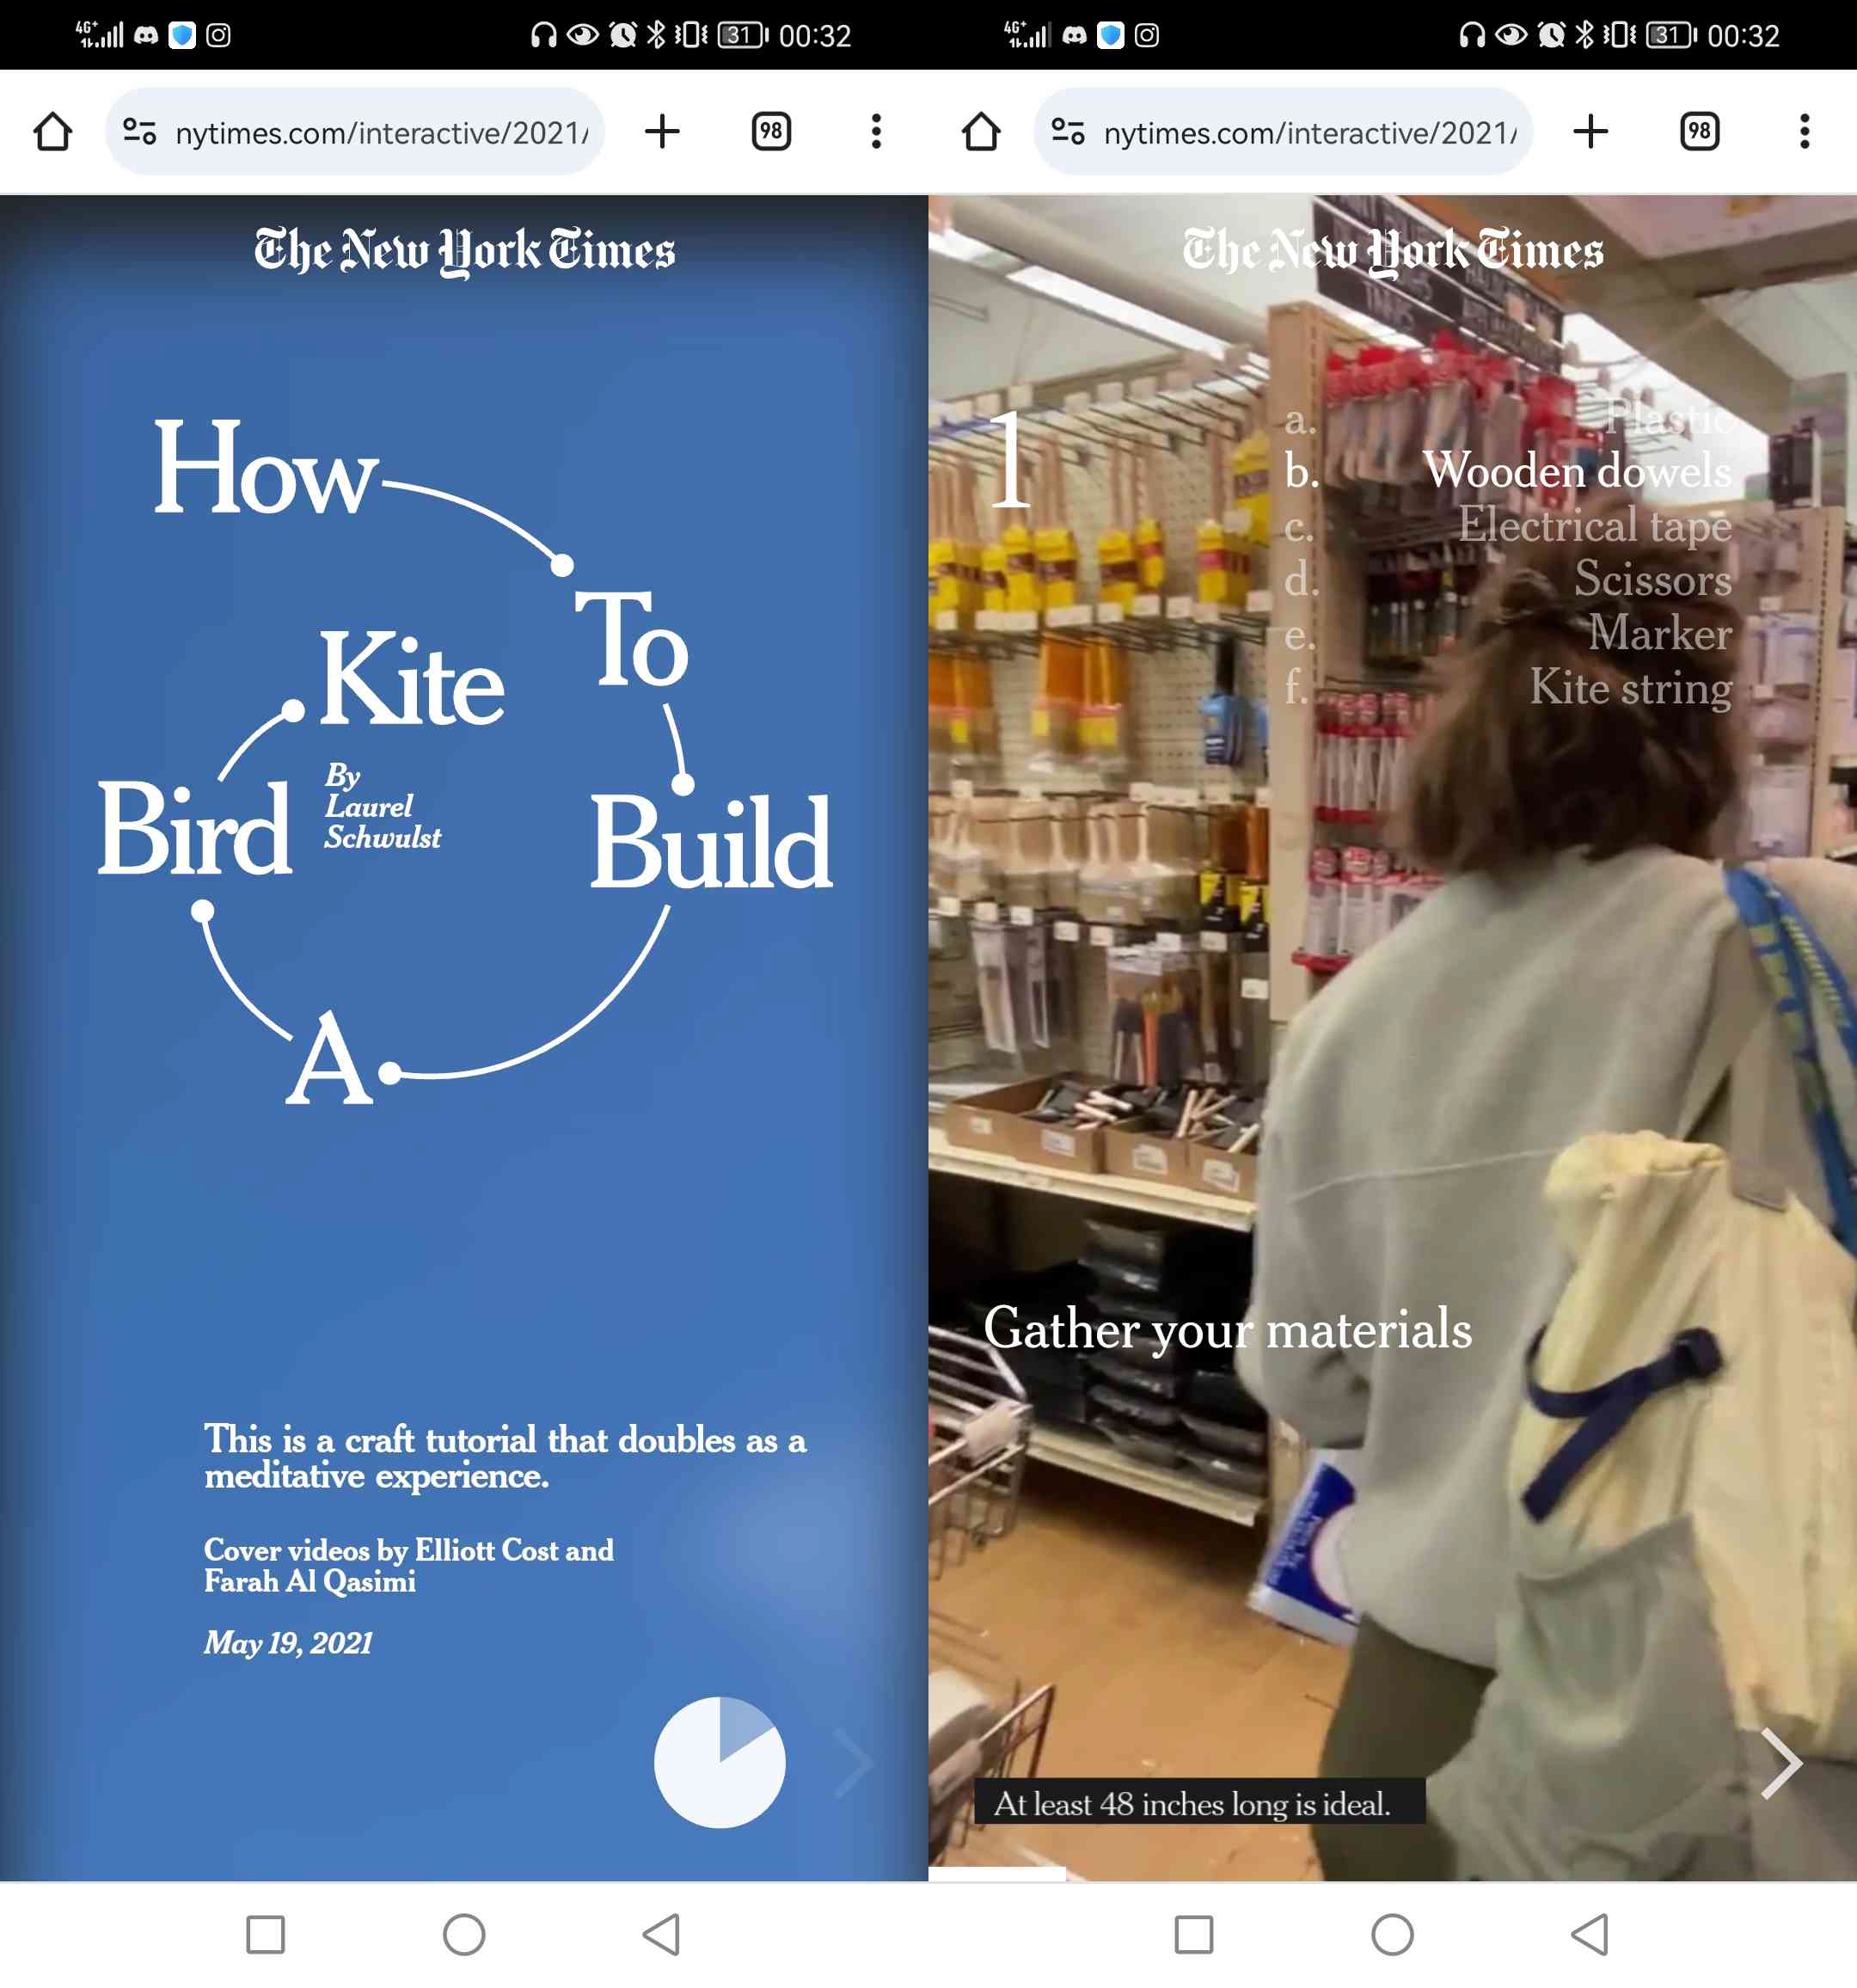 4G+
31
00:32
nytimes.com/interactive/2021/
98
The New York Times
How
To
Build
A
Bird
Kite
By
Laurel
Schwulst
This is a craft tutorial that doubles as a
meditative experience.
Cover videos by Elliott Cost and
Farah Al Qasimi
May 19, 2021
4G+
31
00:32
nytimes.com/interactive/2021/
98
The New York Times
1
a. Plastic
b. Wooden dowels
c. Electrical tape
d. Scissors
e. Marker
f. Kite string
Gather your materials
At least 48 inches long is ideal.